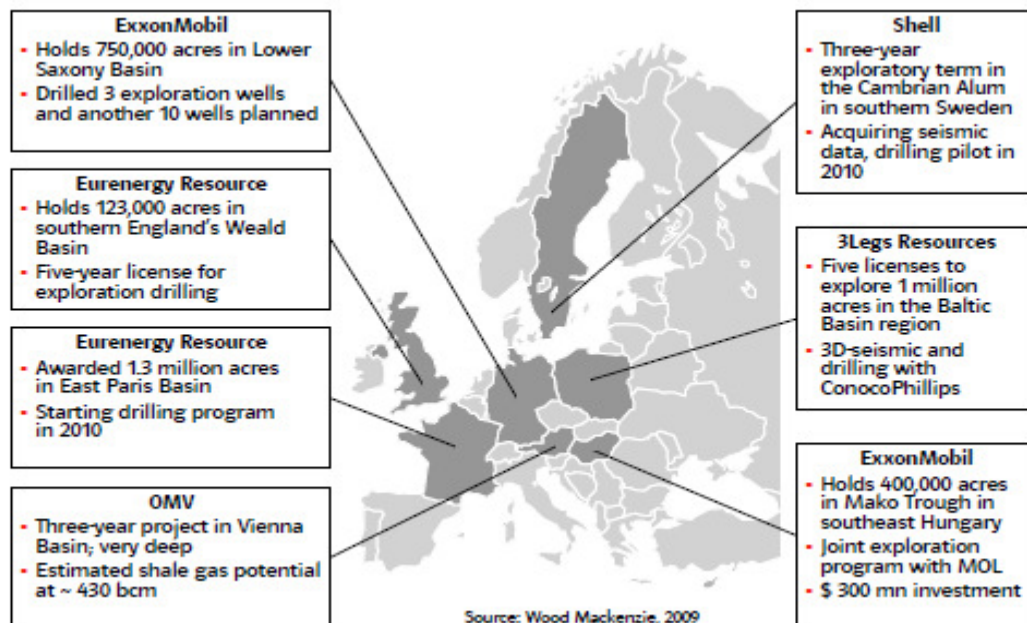 ExxonMobil
▪ Holds 750,000 acres in Lower
Saxony Basin
▪ Drilled 3 exploration wells
and another 10 wells planned
Eurenergy Resource
▪ Holds 123,000 acres in
southern England's Weald
Basin
▪ Five-year license for
exploration drilling
Eurenergy Resource
▪ Awarded 1.3 million acres
in East Paris Basin
▪ Starting drilling program
in 2010
OMV
▪ Three-year project in Vienna
Basin; very deep
▪ Estimated shale gas potential
at ~ 430 bcm
Shell
▪ Three-year
exploratory term in
the Cambrian Alum
in southern Sweden
▪ Acquiring seismic
data, drilling pilot in
2010
3Legs Resources
▪ Five licenses to
explore 1 million
acres in the Baltic
Basin region
▪ 3D-seismic and
drilling with
ConocoPhillips
ExxonMobil
▪ Holds 400,000 acres
in Mako Trough in
southeast Hungary
▪ Joint exploration
program with MOL
▪ $ 300 mn investment
Source: Wood Mackenzie, 2009